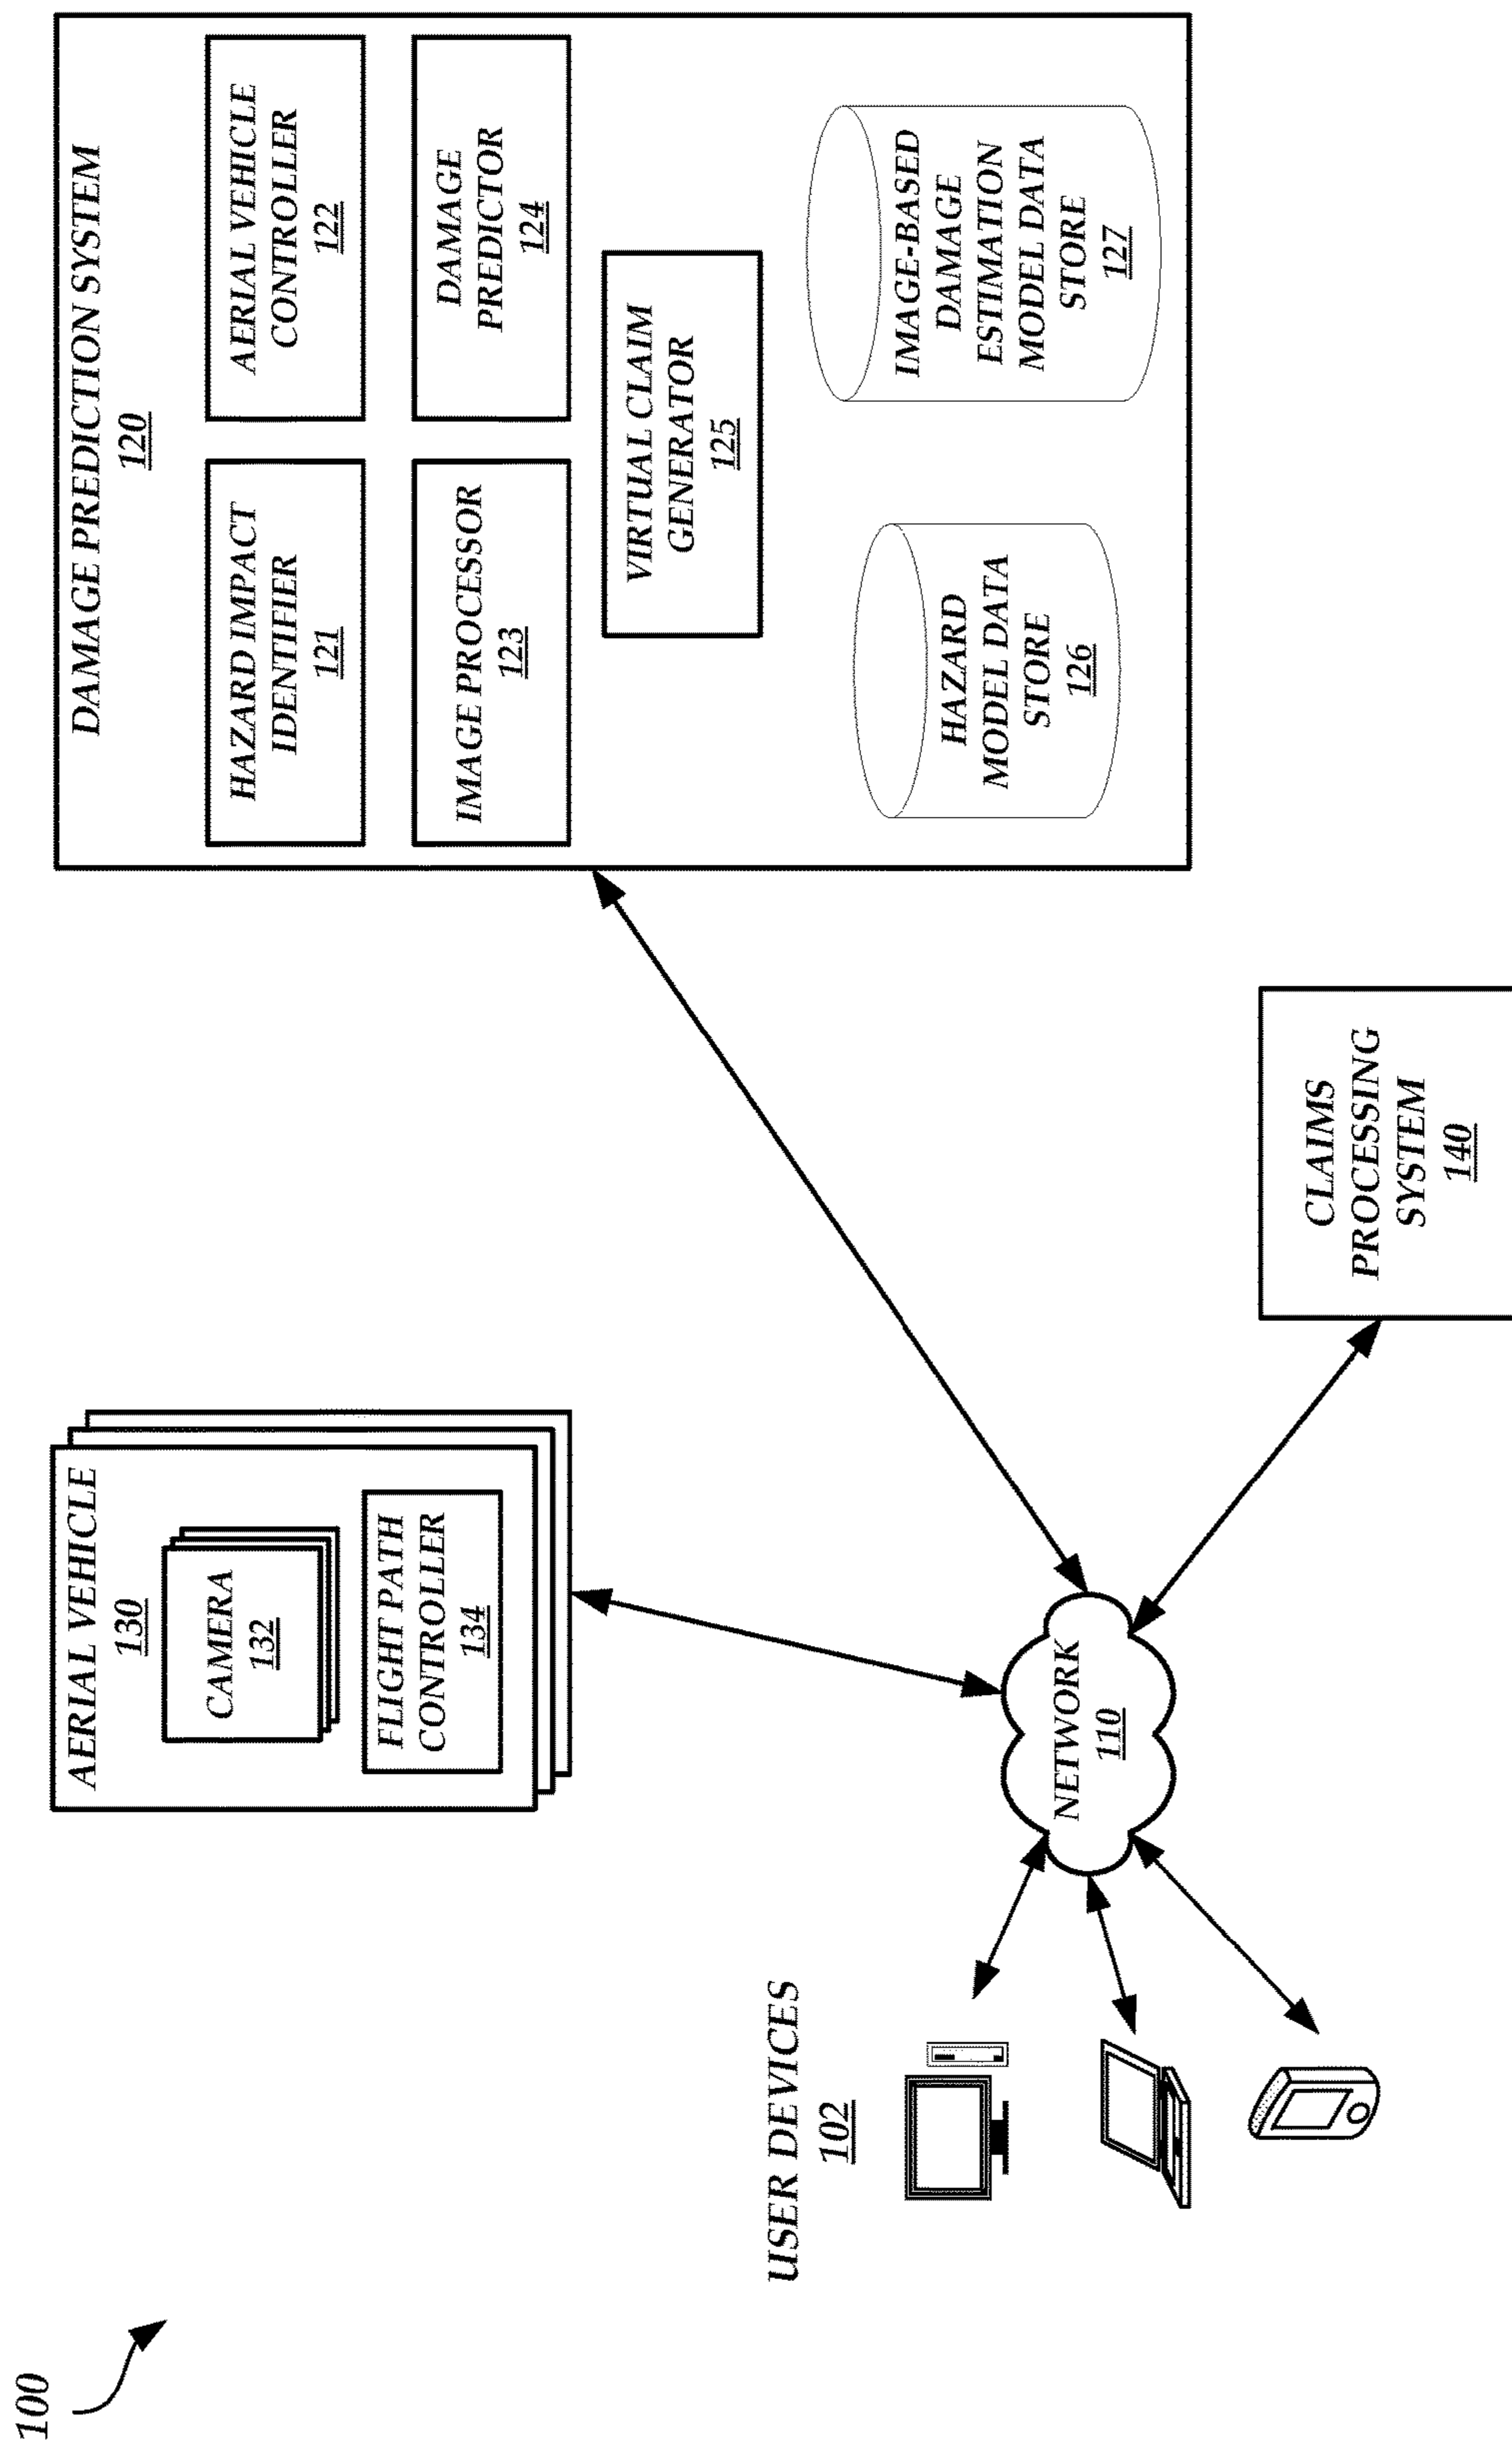 100
USER DEVICES
102
AERIAL VEHICLE
130
CAMERA
132
FLIGHT PATH
CONTROLLER
134
NETWORK
110
CLAIMS
PROCESSING
SYSTEM
140
DAMAGE PREDICTION SYSTEM
120
HAZARD IMPACT
IDENTIFIER
121
AERIAL VEHICLE
CONTROLLER
122
IMAGE PROCESSOR
123
DAMAGE
PREDICTOR
124
VIRTUAL CLAIM
GENERATOR
125
HAZARD
MODEL DATA
STORE
126
IMAGE-BASED
DAMAGE
ESTIMATION
MODEL DATA
STORE
127